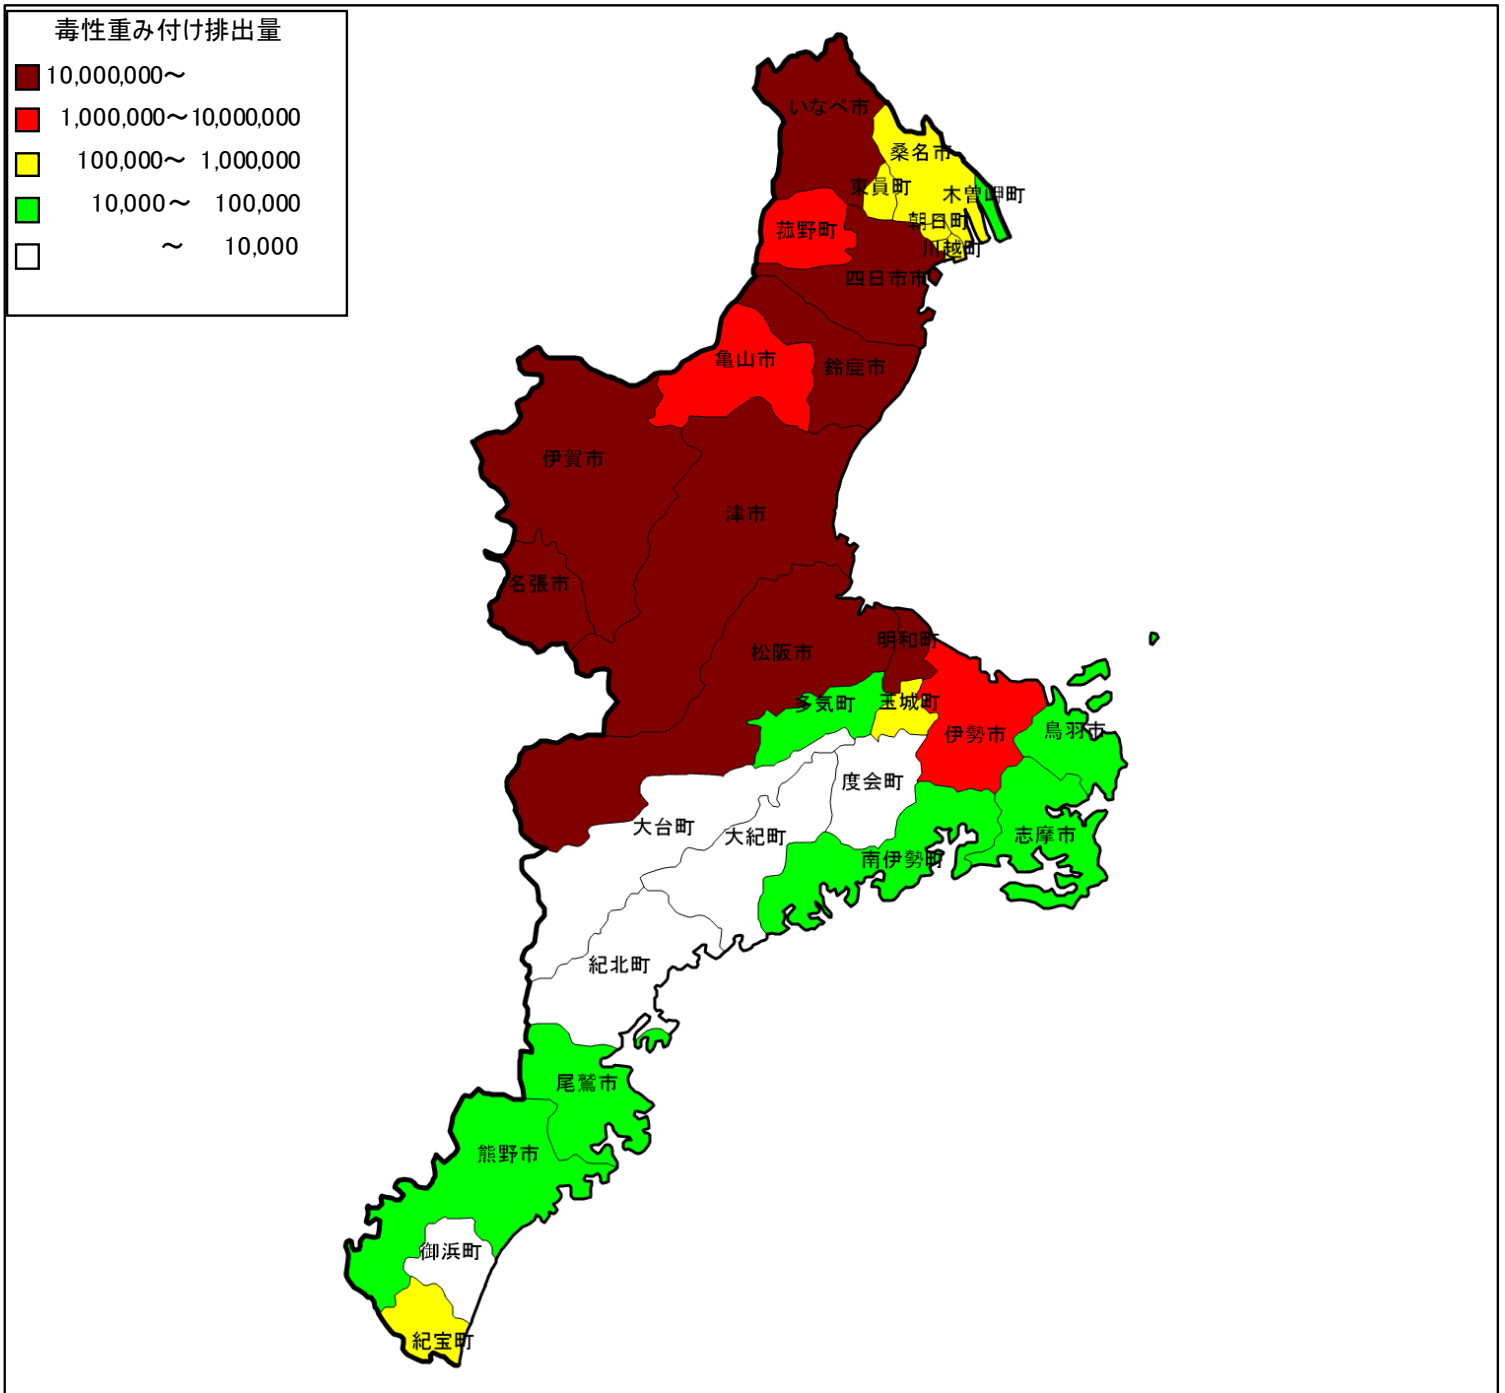 毒性重み付け排出量
10,000,000～
1,000,000～10,000,000
100,000～ 1,000,000
10,000～ 100,000
～ 10,000
いなべ市
桑名市
東員町
木曽岬町
朝日町
菰野町
川越町
四日市市
亀山市
鈴鹿市
伊賀市
津市
名張市
明和町
松阪市
多気町
玉城町
鳥羽市
伊勢市
度会町
大台町
大紀町
志摩市
南伊勢町
紀北町
尾鷲市
熊野市
御浜町
紀宝町